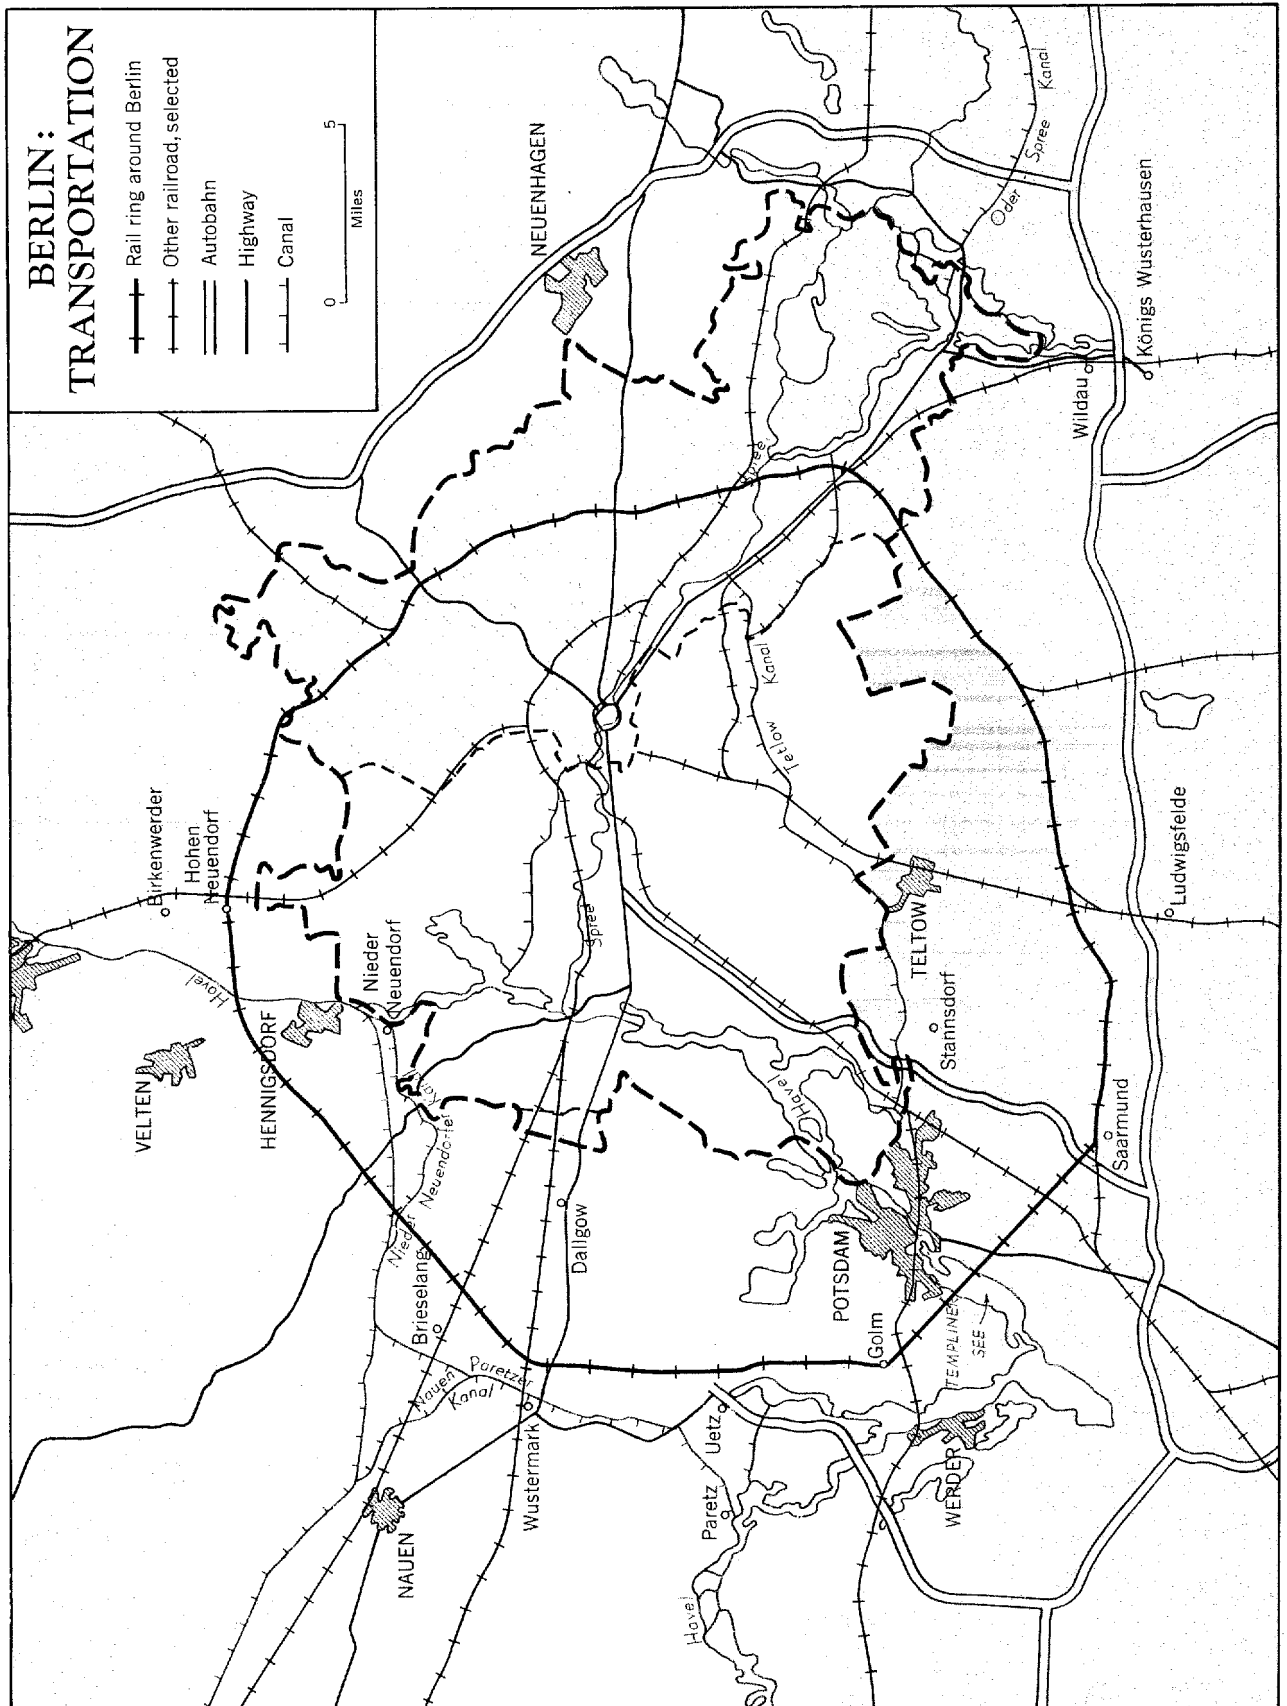 BERLIN:
TRANSPORTATION
Rail ring around Berlin
Other railroad, selected
Autobahn
Highway
Canal
0 5
Miles
NEUENHAGEN
Oder - Spree Kanal
Königs Wusterhausen
Wildau
Spree
Kanal
Teltow
Birkenwerder
Hohen
Neuendorf
Havel
Nieder
Neuendorf
VELTEN
HENNIGSDORF
Spree
TELTOW
Stannsdorf
Ludwigsfelde
Saarmund
Havel
Nieder Neuendorfer Kanal
Brieselang
Dallgow
POTSDAM
Golm
TEMPLINER
SEE
Nauen Paretzer
Kanal
NAUEN
Wustermark
Uetz
Paretz
WERDER
Havel